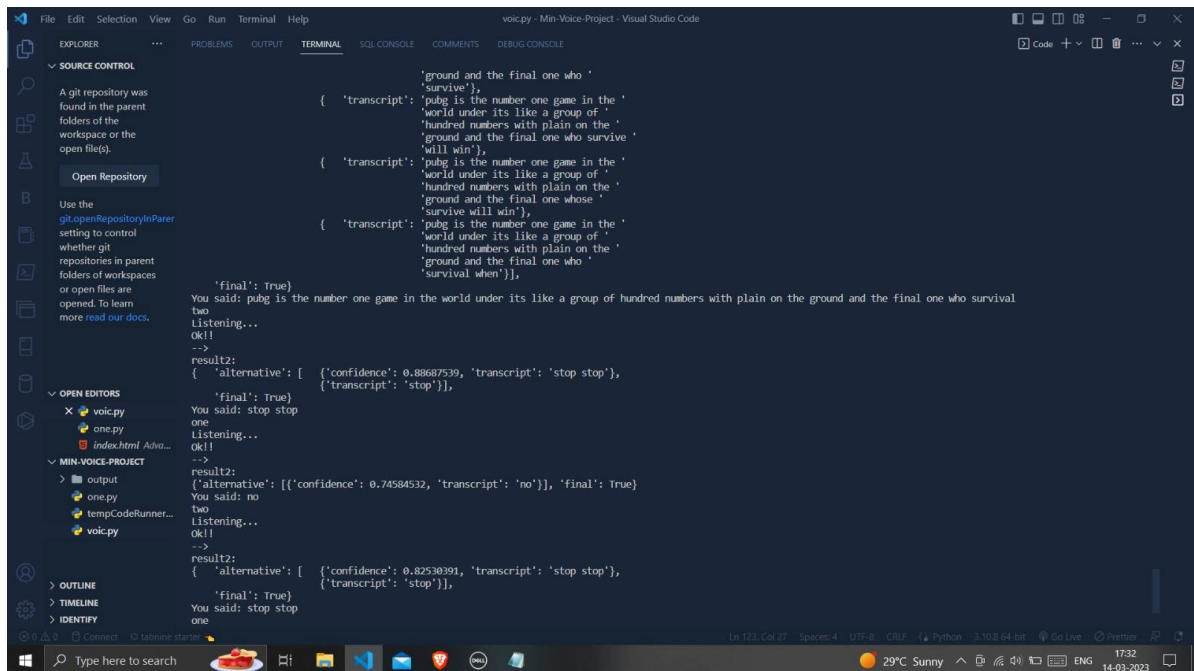 File Edit Selection View Go Run Terminal Help
voic.py - Min-Voice-Project - Visual Studio Code
EXPLORER
PROBLEMS OUTPUT TERMINAL SQL CONSOLE COMMENTS DEBUG CONSOLE
Code
SOURCE CONTROL
A git repository was
found in the parent
folders of the
workspace or the
open file(s).
Open Repository
Use the
git.openRepositoryInParer
setting to control
whether git
repositories in parent
folders of workspaces
or open files are
opened. To learn
more read our docs.
OPEN EDITORS
voic.py
one.py
index.html Adva...
MIN-VOICE-PROJECT
output
one.py
tempCodeRunner...
voic.py
OUTLINE
TIMELINE
IDENTIFY
'ground and the final one who '
'survive'},
{ 'transcript': 'pubg is the number one game in the '
'world under its like a group of '
'hundred numbers with plain on the '
'ground and the final one who survive '
'will win'},
{ 'transcript': 'pubg is the number one game in the '
'world under its like a group of '
'hundred numbers with plain on the '
'ground and the final one whose '
'survive will win'},
{ 'transcript': 'pubg is the number one game in the '
'world under its like a group of '
'hundred numbers with plain on the '
'ground and the final one who '
'survival when'}],
'final': True}
You said: pubg is the number one game in the world under its like a group of hundred numbers with plain on the ground and the final one who survival
two
Listening...
Ok!!
-->
result2:
{ 'alternative': [ {'confidence': 0.88687539, 'transcript': 'stop stop'},
{'transcript': 'stop'}],
'final': True}
You said: stop stop
one
Listening...
Ok!!
-->
result2:
{'alternative': [{'confidence': 0.74584532, 'transcript': 'no'}], 'final': True}
You said: no
two
Listening...
Ok!!
-->
result2:
{ 'alternative': [ {'confidence': 0.82530391, 'transcript': 'stop stop'},
{'transcript': 'stop'}],
'final': True}
You said: stop stop
one
0 0 Connect tabnine starter
Ln 123, Col 27 Spaces: 4 UTF-8 CRLF Python 3.10.8 64-bit Go Live Prettier
Type here to search
DELL
29°C Sunny
ENG
17:32
14-03-2023